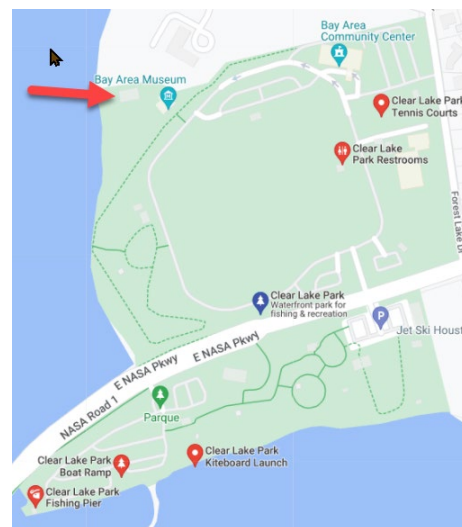 Bay Area
Community Center
Bay Area Museum
Clear Lake Park
Tennis Courts
Clear Lake
Park Restrooms
Forest Lake Dr
Clear Lake Park
Waterfront park for
fishing & recreation
P
Jet Ski Houst
E NASA Pkwy
E NASA Pkwy
NASA Road 1
Parque
Clear Lake Park
Kiteboard Launch
Clear Lake Park
Boat Ramp
Clear Lake Park
Fishing Pier